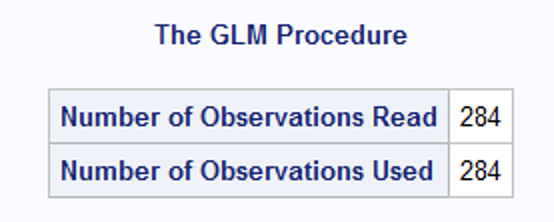 The GLM Procedure
Number of Observations Read 284
Number of Observations Used 284